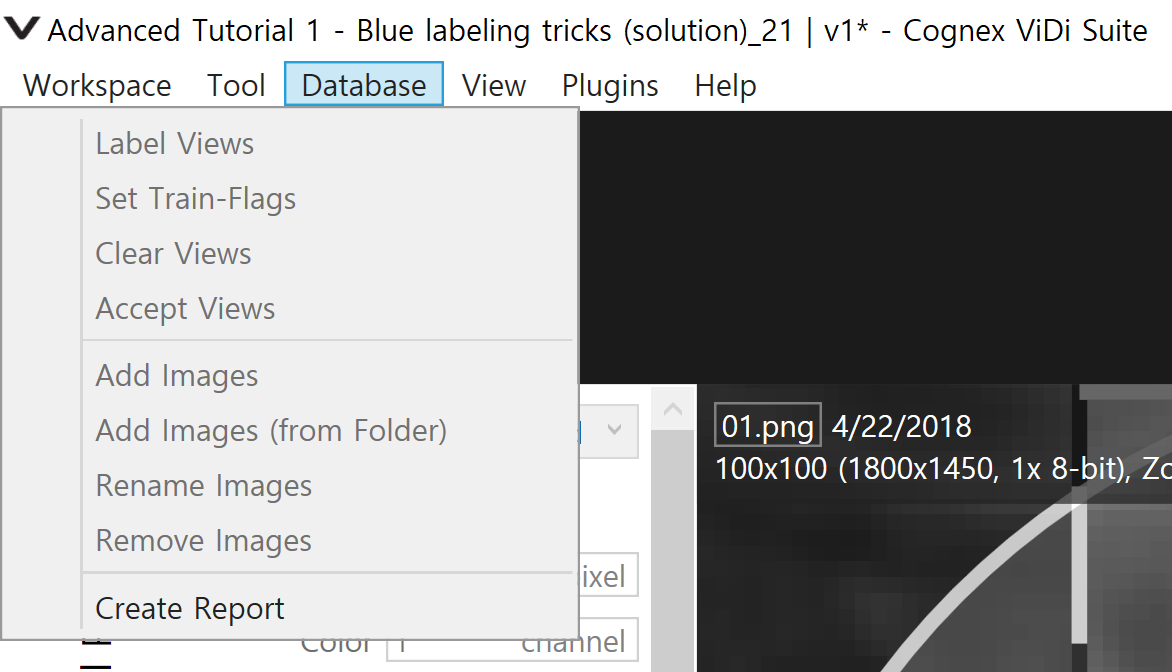 Advanced Tutorial 1 - Blue labeling tricks (solution)_21 | v1* - Cognex ViDi Suite
Workspace Tool Database View Plugins Help
Label Views
Set Train-Flags
Clear Views
Accept Views
Add Images
Add Images (from Folder)
Rename Images
Remove Images
Create Report
01.png 4/22/2018
100x100 (1800x1450, 1x 8-bit), Zo
ixel
Color 1 channel